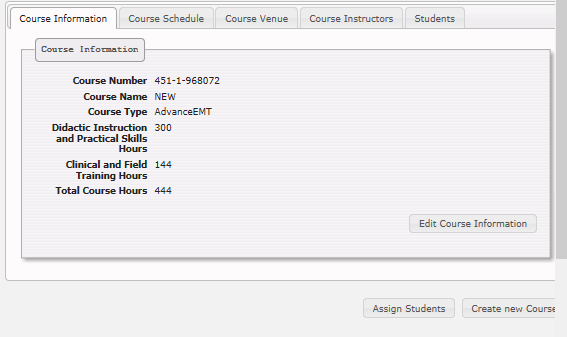 Course Information Course Schedule Course Venue Course Instructors Students
Course Information
Course Number 451-1-968072
Course Name NEW
Course Type AdvanceEMT
Didactic Instruction 300
and Practical Skills
Hours
Clinical and Field 144
Training Hours
Total Course Hours 444
Edit Course Information
Assign Students Create new Course